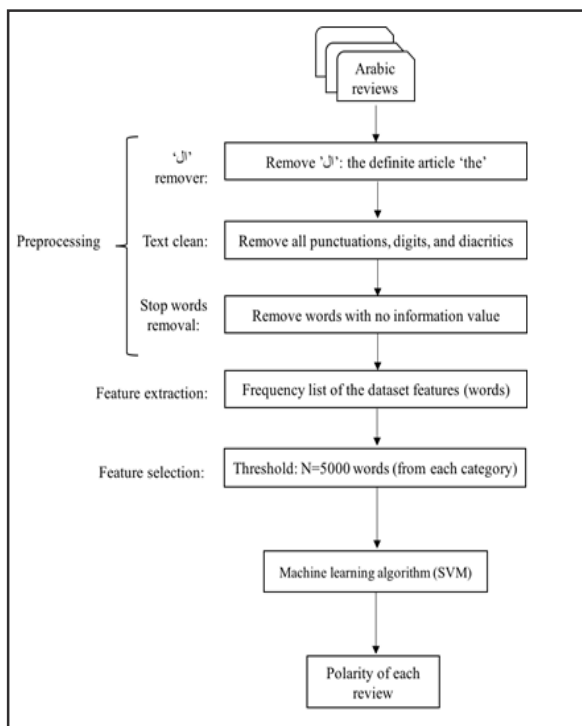 Arabic
reviews
‘ال’
remover:
Remove ’ال‘: the definite article ‘the’
Preprocessing
Text clean:
Remove all punctuations, digits, and diacritics
Stop words
removal:
Remove words with no information value
Feature extraction:
Frequency list of the dataset features (words)
Feature selection:
Threshold: N=5000 words (from each category)
Machine learning algorithm (SVM)
Polarity of each
review